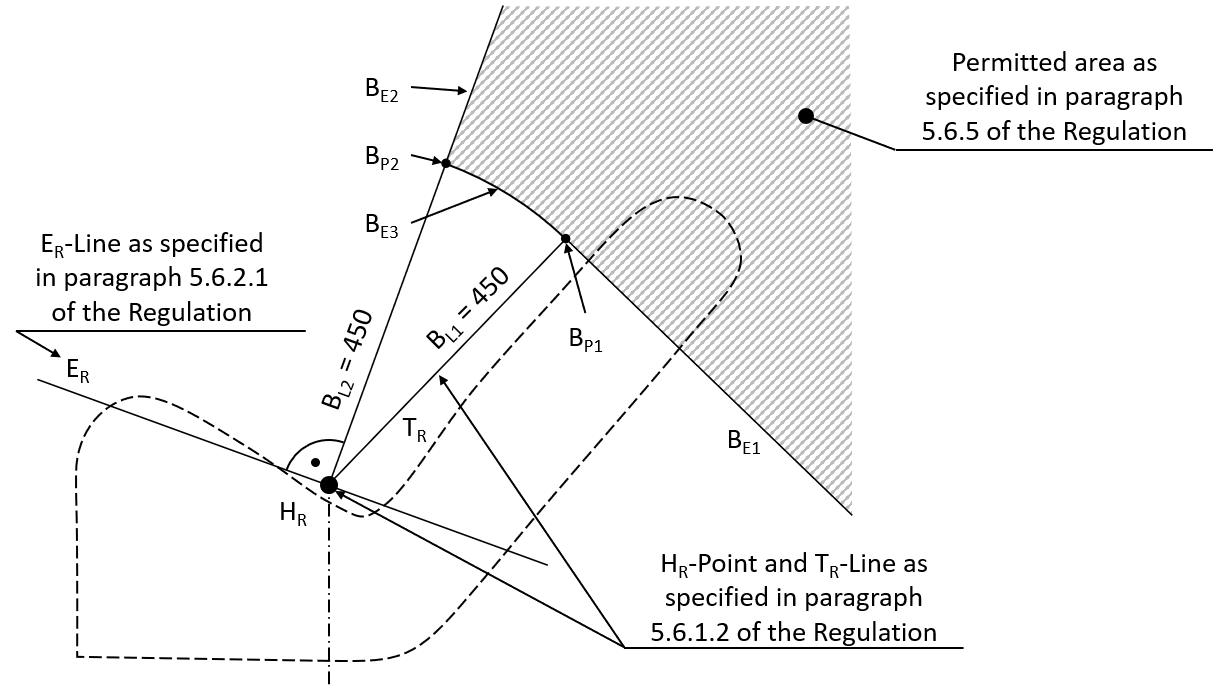 Permitted area as
specified in paragraph
5.6.5 of the Regulation
BE2
BP2
BE3
ER-Line as specified
in paragraph 5.6.2.1
of the Regulation
ER
BL2 = 450
BL1 = 450
BP1
TR
BE1
HR
HR-Point and TR-Line as
specified in paragraph
5.6.1.2 of the Regulation